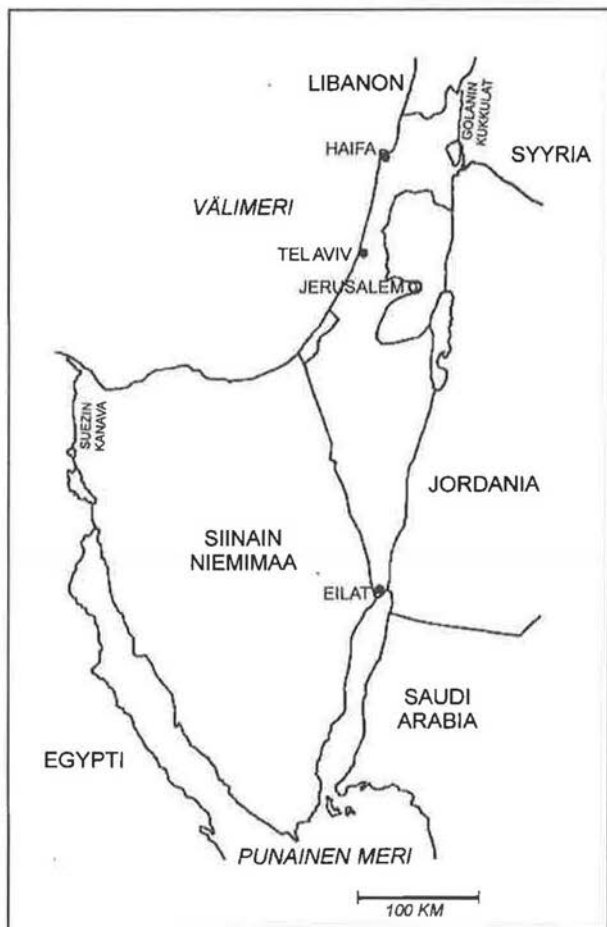 LIBANON
GOLANIN
KUKKULAT
HAIFA
SYYRIA
VÄLIMERI
TEL AVIV
JERUSALEM
SUEZIN
KANAVA
JORDANIA
SIINAIN
NIEMIMAA
EILAT
SAUDI
ARABIA
EGYPTI
PUNAINEN MERI
100 KM